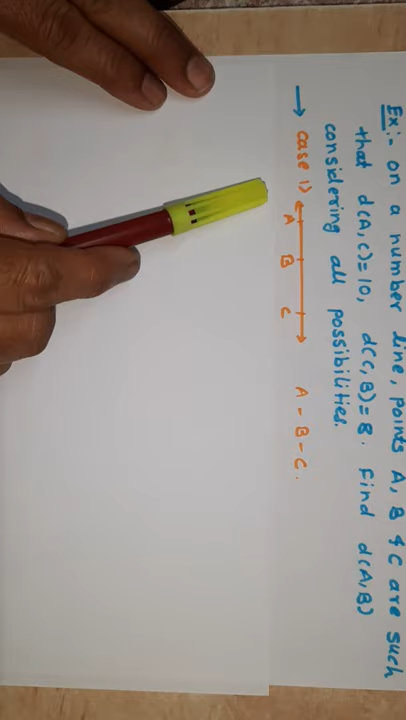 Ex:- on a number line, points A, B & C are such
that d(A,C)=10, d(C,B)=8. Find d(A,B)
considering all possibilities.
→ case 1)
A B C
A - B - C.